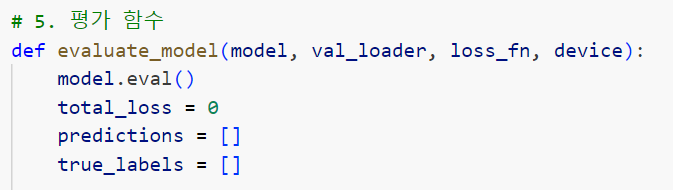 # 5. 평가 함수
def evaluate_model(model, val_loader, loss_fn, device):
    model.eval()
    total_loss = 0
    predictions = []
    true_labels = []